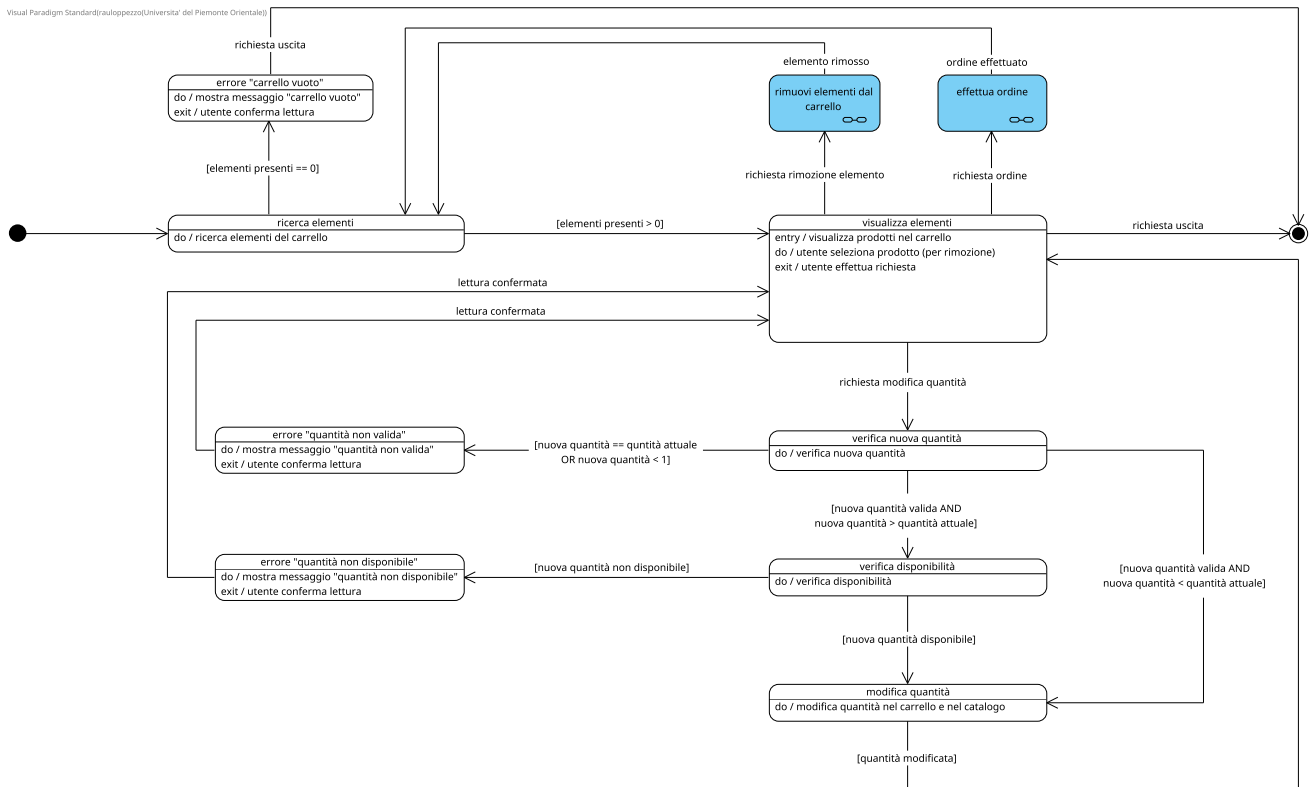 Visual Paradigm Standard(rauloppezzo(Universita' del Piemonte Orientale))
richiesta uscita
elemento rimosso
ordine effettuato
errore "carrello vuoto"
do / mostra messaggio "carrello vuoto"
exit / utente conferma lettura
rimuovi elementi dal
carrello
effettua ordine
[elementi presenti == 0]
richiesta rimozione elemento
richiesta ordine
ricerca elementi
do / ricerca elementi del carrello
[elementi presenti > 0]
visualizza elementi
entry / visualizza prodotti nel carrello
do / utente seleziona prodotto (per rimozione)
exit / utente effettua richiesta
richiesta uscita
lettura confermata
lettura confermata
richiesta modifica quantità
errore "quantità non valida"
do / mostra messaggio "quantità non valida"
exit / utente conferma lettura
[nuova quantità == quntità attuale
OR nuova quantità < 1]
verifica nuova quantità
do / verifica nuova quantità
[nuova quantità valida AND
nuova quantità > quantità attuale]
errore "quantità non disponibile"
do / mostra messaggio "quantità non disponibile"
exit / utente conferma lettura
[nuova quantità non disponibile]
verifica disponibilità
do / verifica disponibilità
[nuova quantità valida AND
nuova quantità < quantità attuale]
[nuova quantità disponibile]
modifica quantità
do / modifica quantità nel carrello e nel catalogo
[quantità modificata]